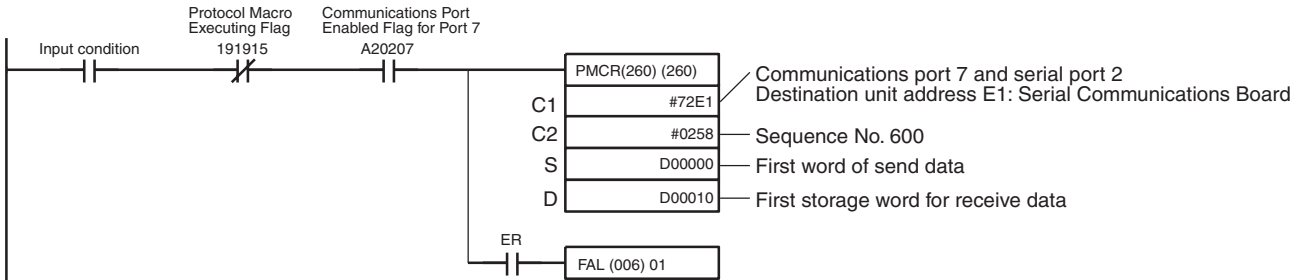 Protocol Macro
Executing Flag
Communications Port
Enabled Flag for Port 7
Input condition
191915
A20207
PMCR(260) (260)
C1
#72E1
Communications port 7 and serial port 2
Destination unit address E1: Serial Communications Board
C2
#0258
Sequence No. 600
S
D00000
First word of send data
D
D00010
First storage word for receive data
ER
FAL (006) 01